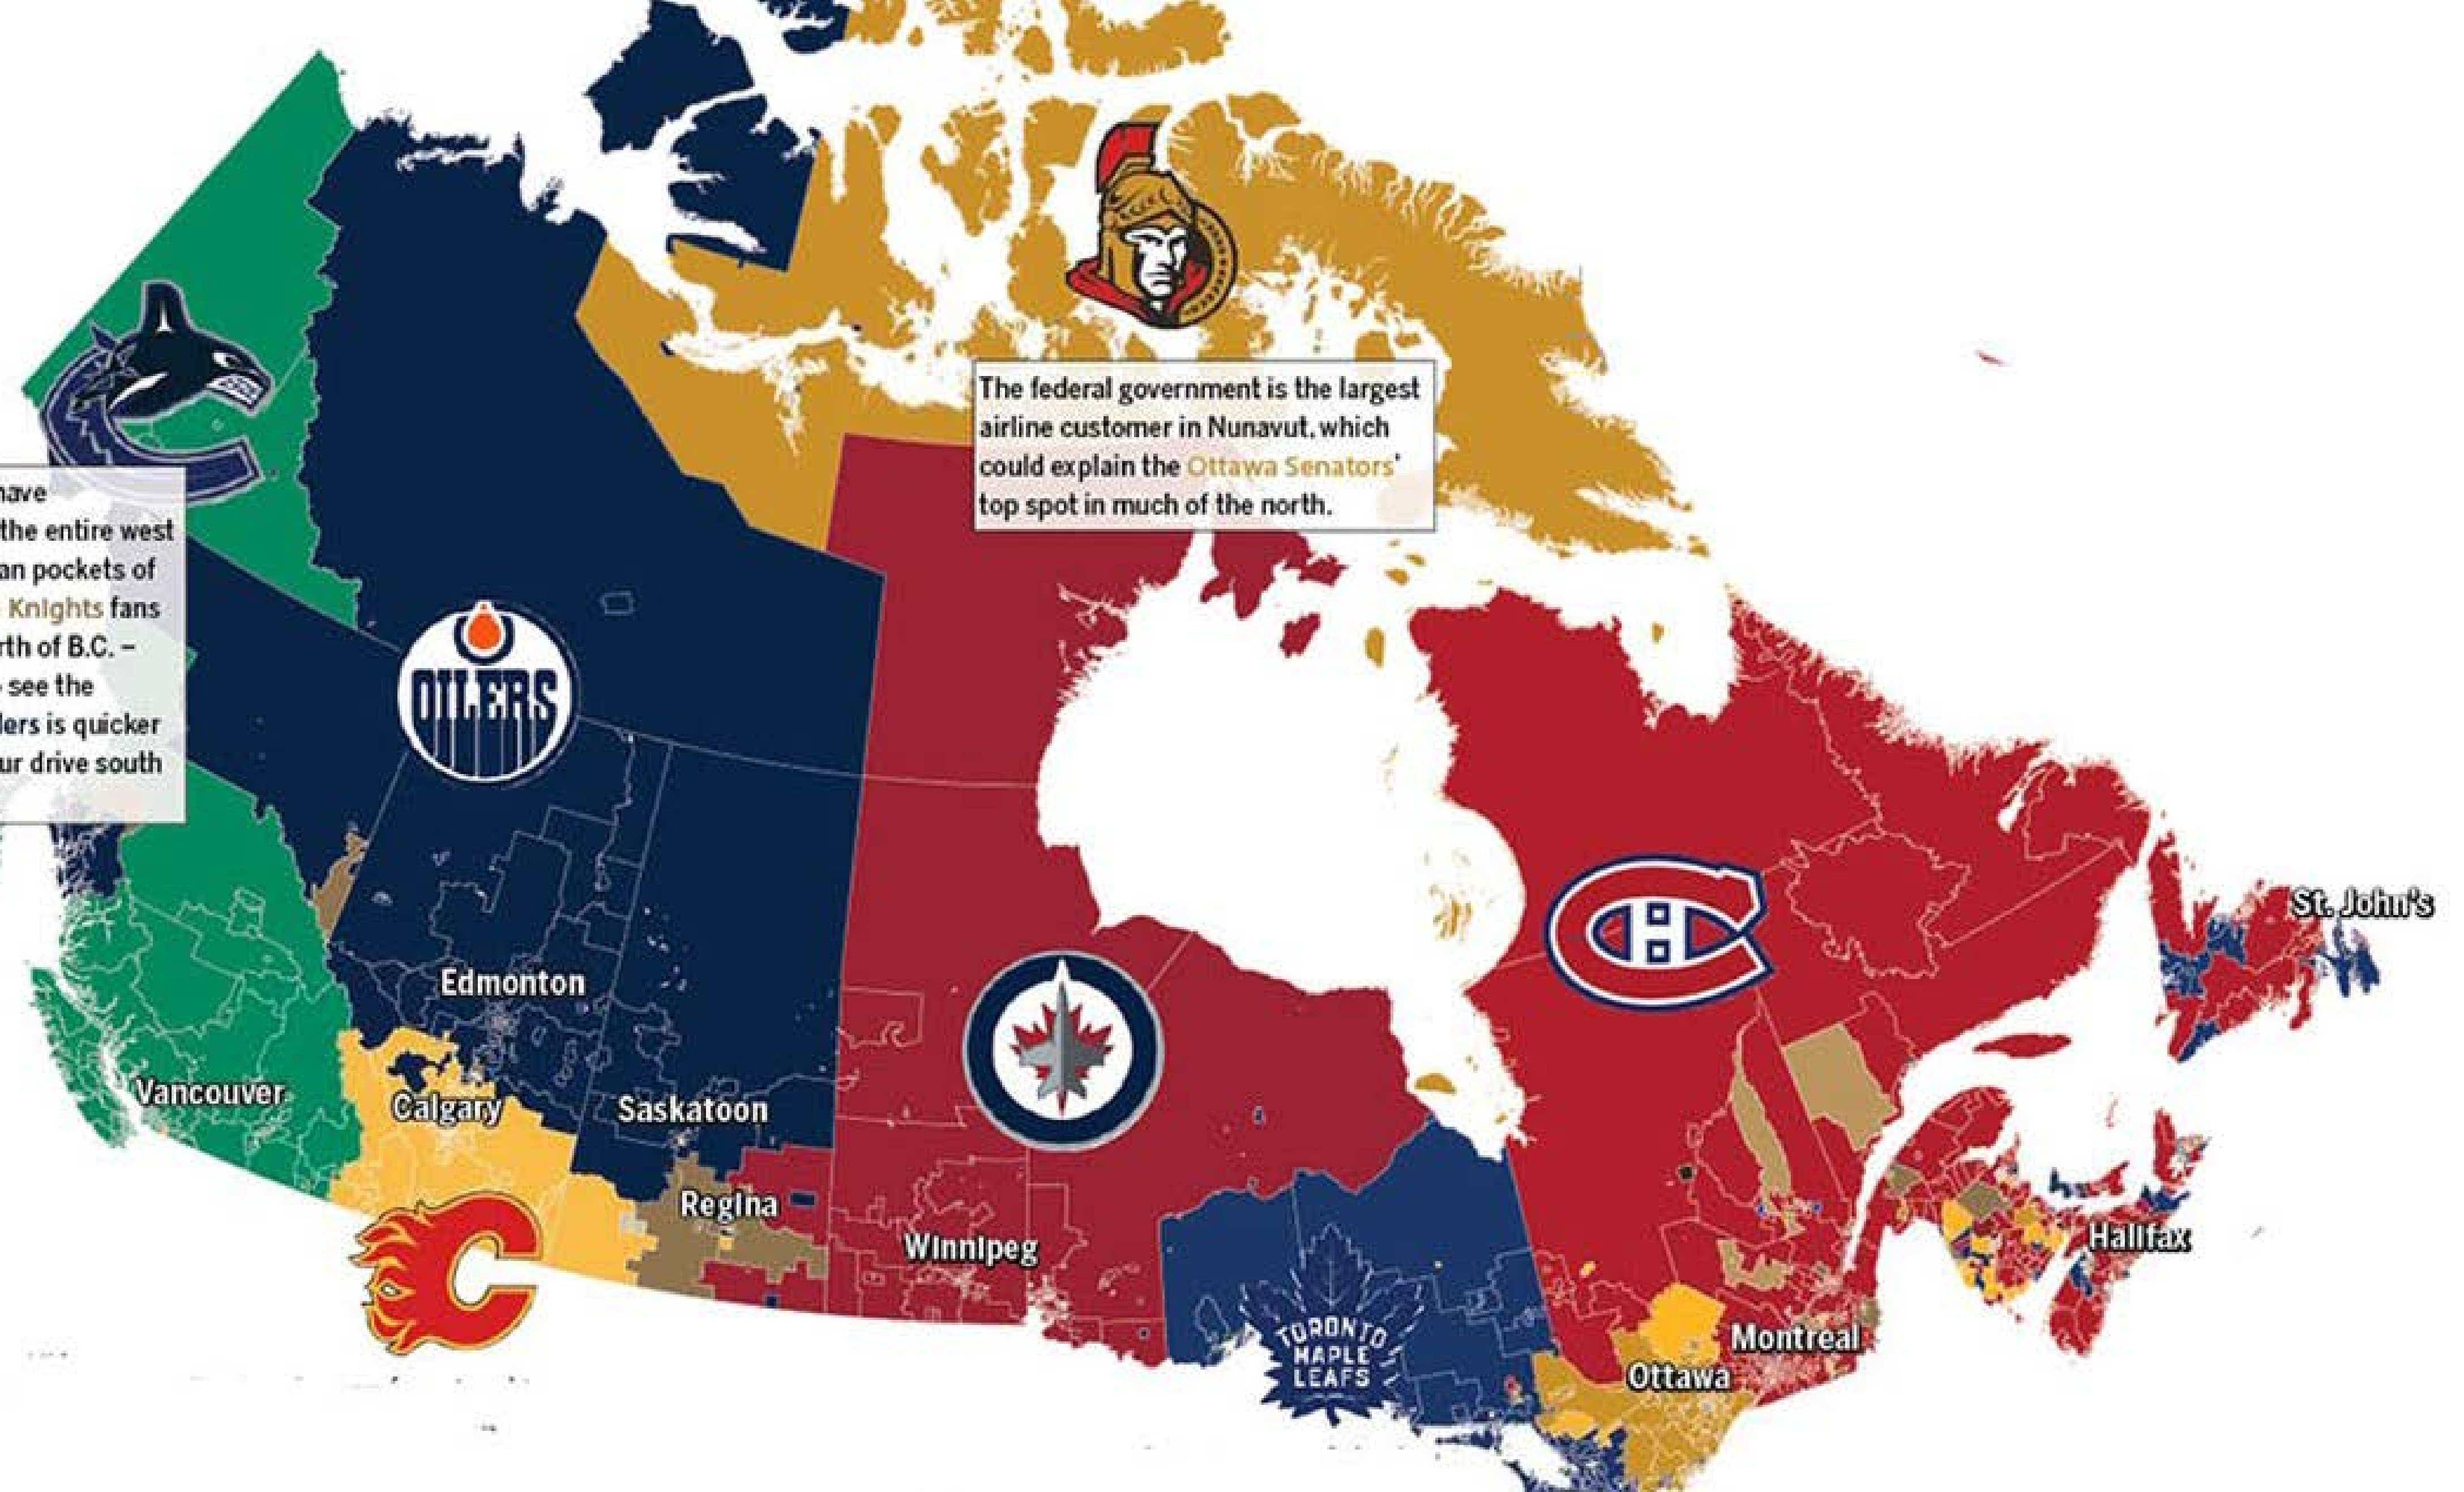 The federal government is the largest
airline customer in Nunavut, which
could explain the Ottawa Senators'
top spot in much of the north.
have
the entire west
an pockets of
Knights fans
rth of B.C. –
see the
lers is quicker
ur drive south
OILERS
St. John's
Edmonton
Vancouver
Calgary
Saskatoon
Regina
Winnipeg
Halifax
TORONTO
MAPLE
LEAFS
Montreal
Ottawa